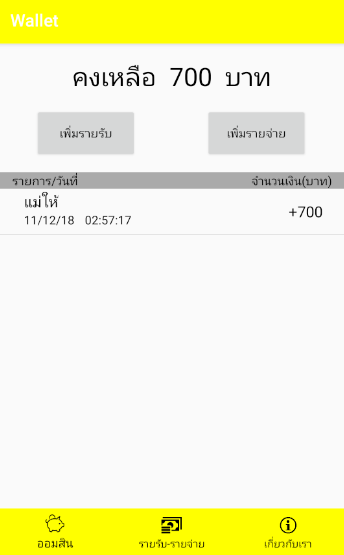 Wallet
คงเหลือ 700 บาท
เพิ่มรายรับ เพิ่มรายจ่าย
รายการ/วันที่ จำนวนเงิน(บาท)
แม่ให้
+700
11/12/18 02:57:17
ออมสิน รายรับ-รายจ่าย เกี่ยวกับเรา